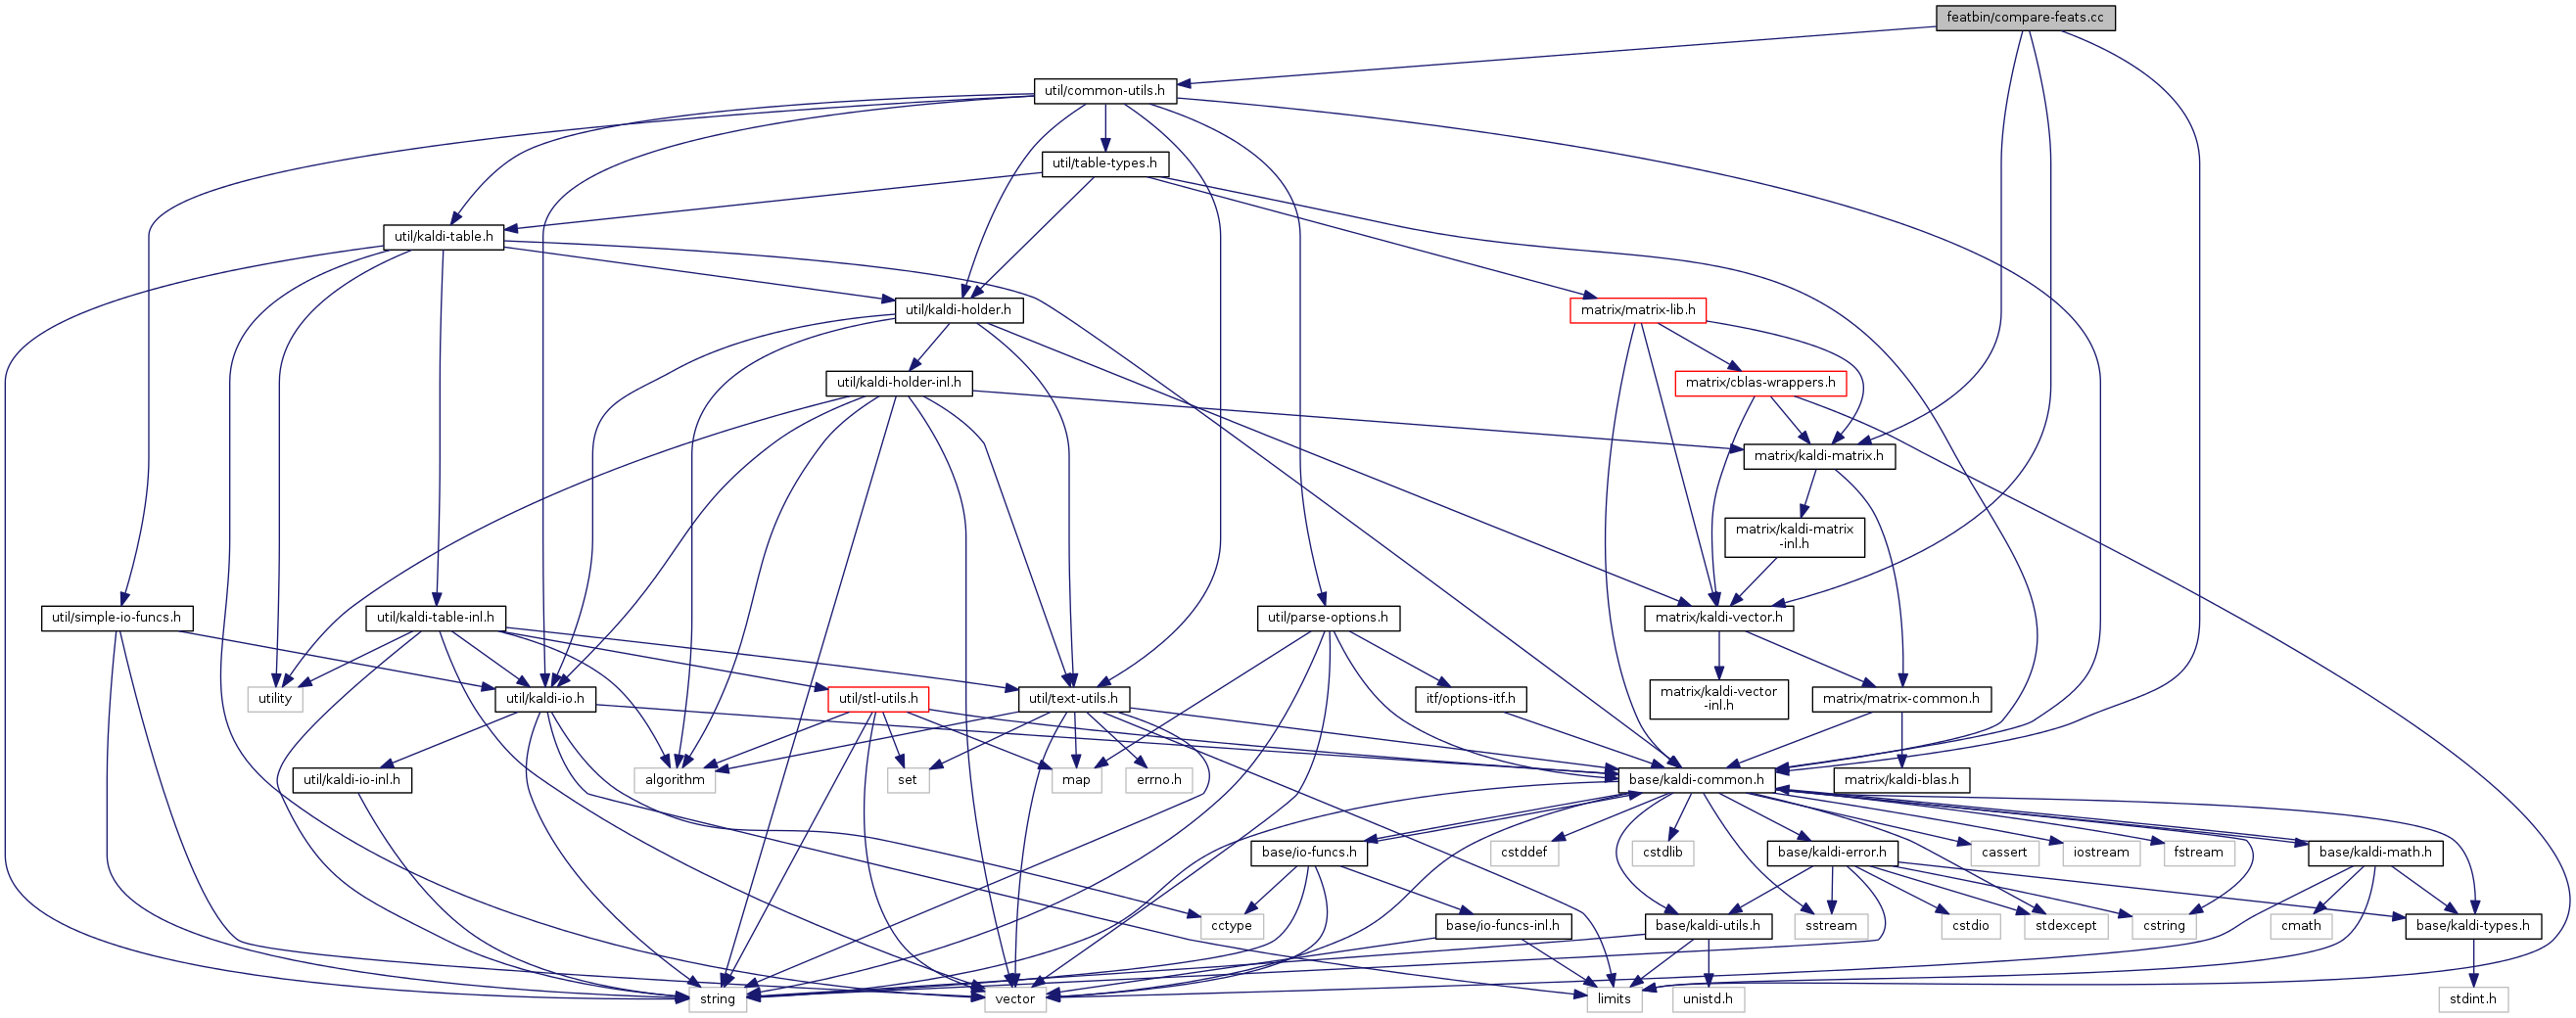 featbin/compare-feats.cc
util/common-utils.h
util/table-types.h
util/kaldi-table.h
util/kaldi-holder.h
matrix/matrix-lib.h
util/kaldi-holder-inl.h
matrix/cblas-wrappers.h
matrix/kaldi-matrix.h
matrix/kaldi-matrix
-inl.h
util/simple-io-funcs.h
util/kaldi-table-inl.h
util/parse-options.h
matrix/kaldi-vector.h
utility
util/kaldi-io.h
util/stl-utils.h
util/text-utils.h
itf/options-itf.h
matrix/kaldi-vector
-inl.h
matrix/matrix-common.h
util/kaldi-io-inl.h
algorithm
set
map
errno.h
base/kaldi-common.h
matrix/kaldi-blas.h
base/io-funcs.h
cstddef
cstdlib
base/kaldi-error.h
cassert
iostream
fstream
base/kaldi-math.h
cctype
base/io-funcs-inl.h
base/kaldi-utils.h
sstream
cstdio
stdexcept
cstring
cmath
base/kaldi-types.h
string
vector
limits
unistd.h
stdint.h